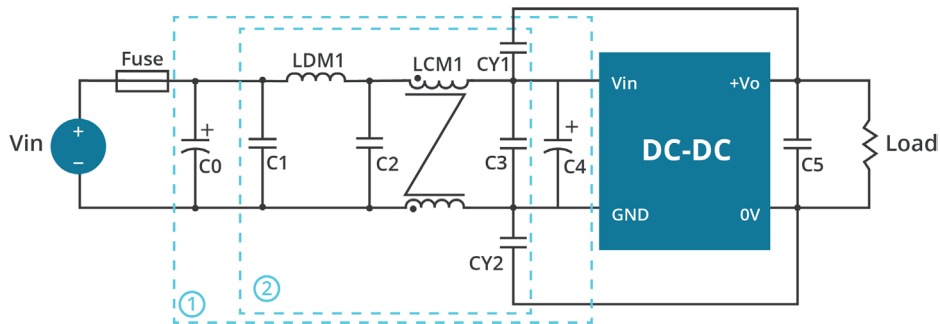 Fuse
LDM1
LCM1
CY1
Vin
+Vo
Vin
+
−
+
C0
C1
C2
C3
+
C4
DC-DC
C5
Load
GND
0V
CY2
1
2